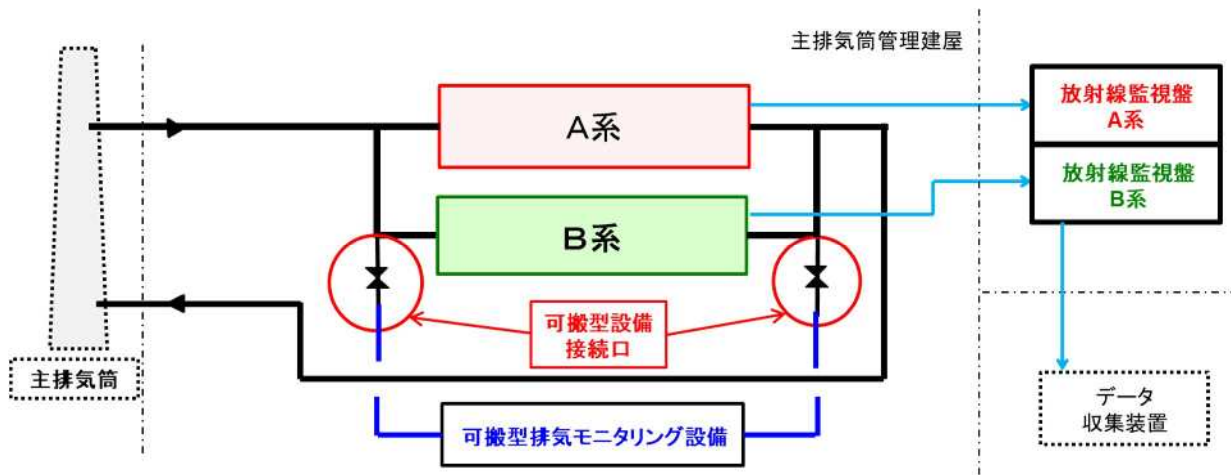 主排気筒管理建屋
A系
放射線監視盤
A系
放射線監視盤
B系
B系
可搬型設備
接続口
主排気筒
データ
収集装置
可搬型排気モニタリング設備